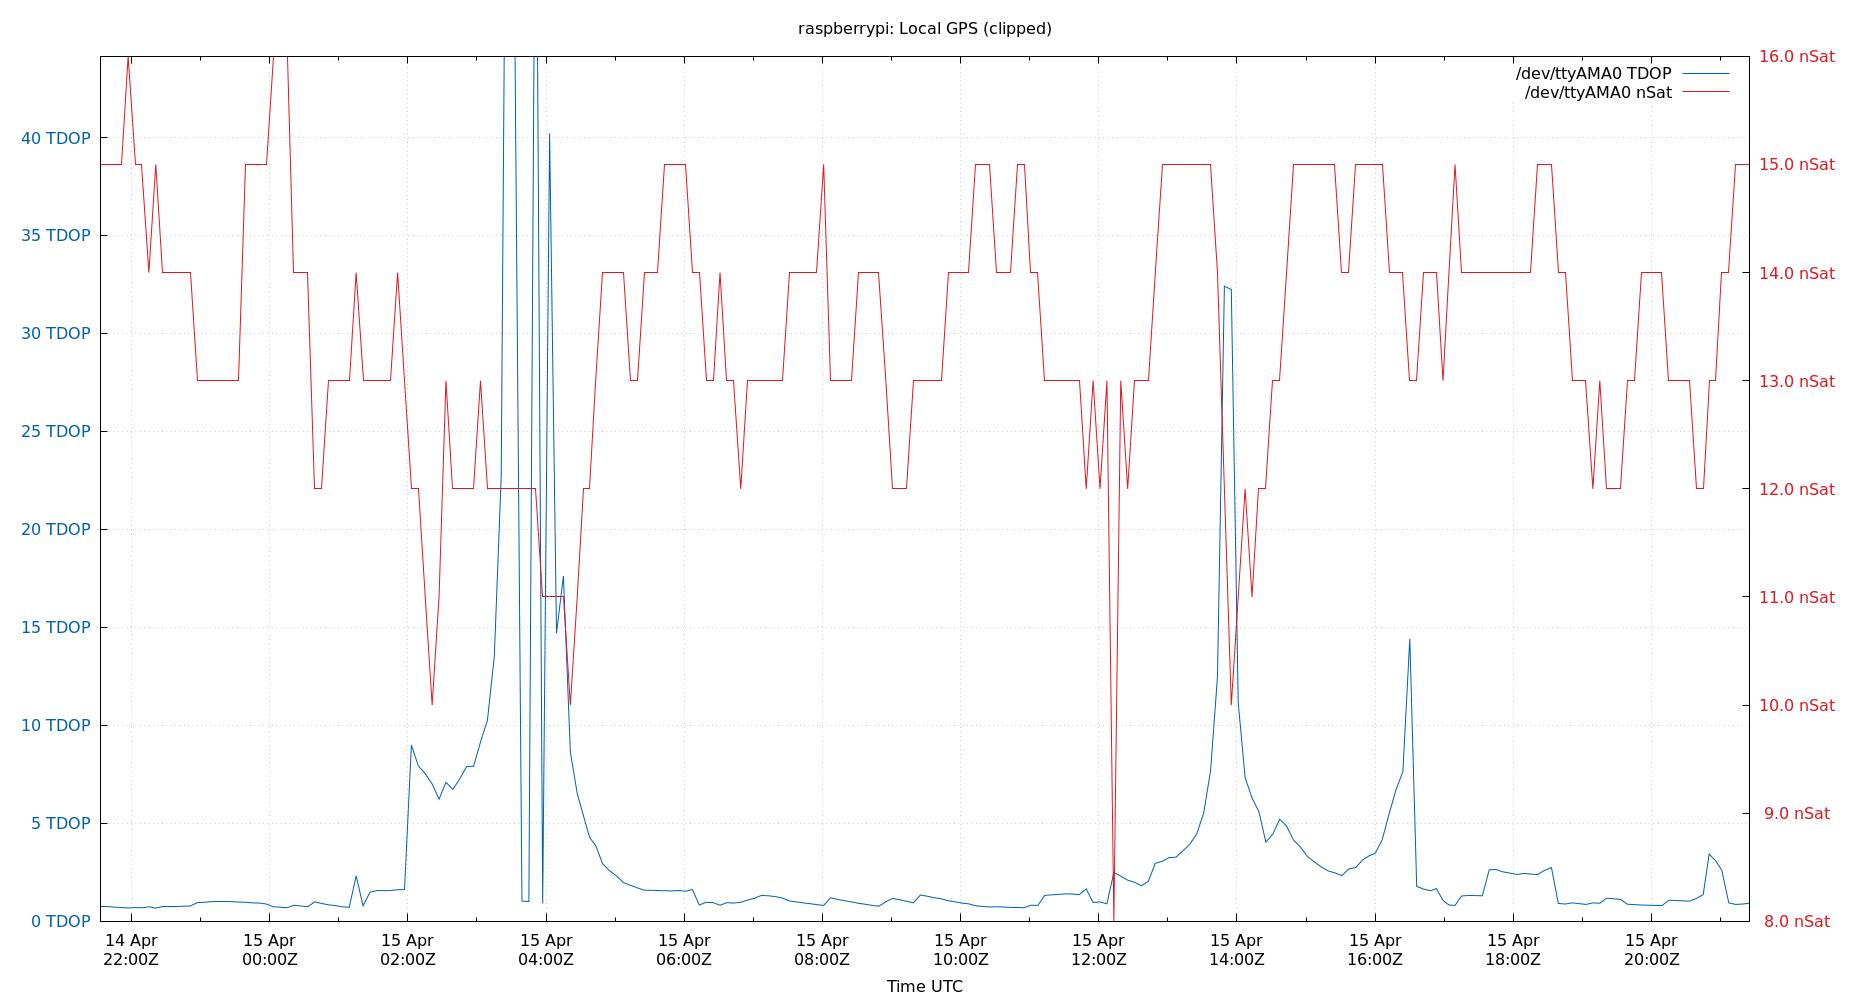 raspberrypi: Local GPS (clipped)
/dev/ttyAMA0 TDOP
/dev/ttyAMA0 nSat
40 TDOP
35 TDOP
30 TDOP
25 TDOP
20 TDOP
15 TDOP
10 TDOP
5 TDOP
0 TDOP
16.0 nSat
15.0 nSat
14.0 nSat
13.0 nSat
12.0 nSat
11.0 nSat
10.0 nSat
9.0 nSat
8.0 nSat
14 Apr
22:00Z
15 Apr
00:00Z
15 Apr
02:00Z
15 Apr
04:00Z
15 Apr
06:00Z
15 Apr
08:00Z
15 Apr
10:00Z
15 Apr
12:00Z
15 Apr
14:00Z
15 Apr
16:00Z
15 Apr
18:00Z
15 Apr
20:00Z
Time UTC